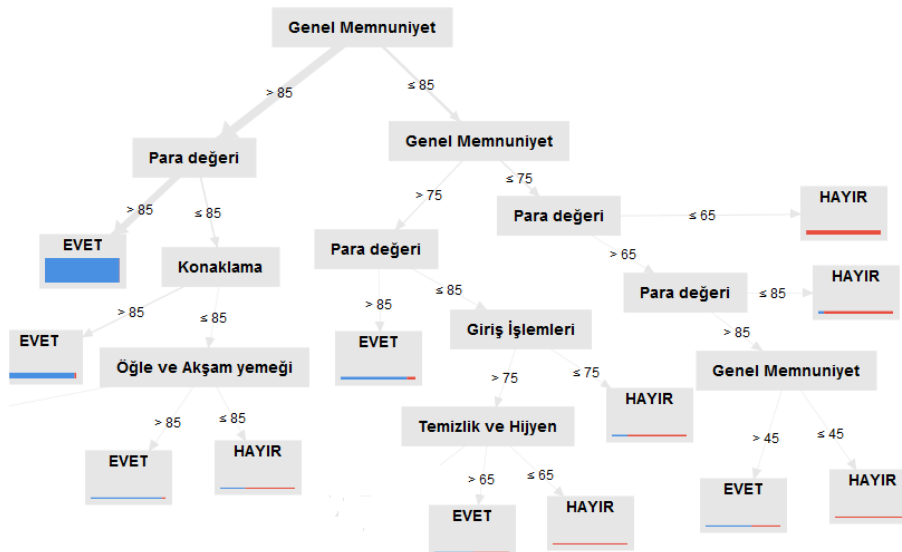 Genel Memnuniyet
> 85
≤ 85
Para değeri
Genel Memnuniyet
> 85
≤ 85
> 75
≤ 75
EVET
Konaklama
Para değeri
Para değeri
≤ 65
HAYIR
> 65
> 85
≤ 85
> 85
≤ 85
Para değeri
≤ 85
HAYIR
EVET
Öğle ve Akşam yemeği
EVET
Giriş İşlemleri
> 85
Genel Memnuniyet
> 85
≤ 85
> 75
≤ 75
HAYIR
> 45
≤ 45
EVET
HAYIR
Temizlik ve Hijyen
> 65
≤ 65
EVET
HAYIR
EVET
HAYIR